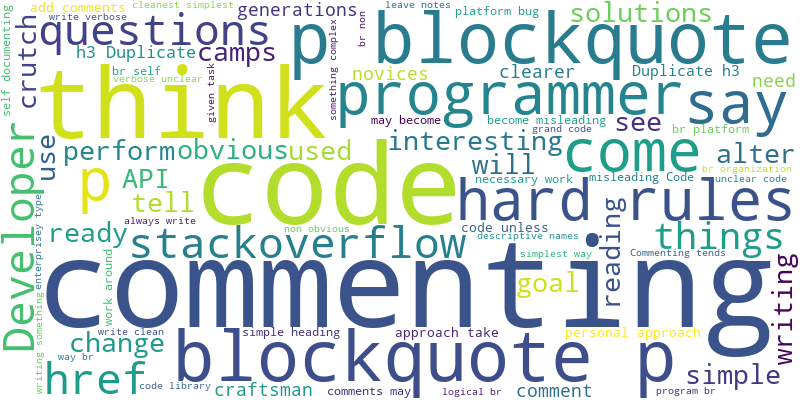 add comments
cleanest simplest
write verbose
generations
leave notes
platform bug
solutions
questions
p blockquote
h3 Duplicate
camps
br non
self documenting
crutch
br self
verbose unclear
novices
clearer
Duplicate h3
need
think
given task
something complex
programmer
say
may become
become misleading
use
perform
obvious
used
interesting
see
grand code
br platform
come
alter
Developer
p
API
tell
code
will
necessary work
misleading Code
br organization
unclear code
hard rules
enterprisey type
always write
ready
stackoverflow
non obvious
code unless
descriptive names
simplest way
reading
things
Commenting tends
commenting
goal
writing
work around
change
write clean
simple heading
approach take
personal approach
writing something
way br
href
blockquote p
simple
code library
craftsman
comments may
logical br
comment
program br